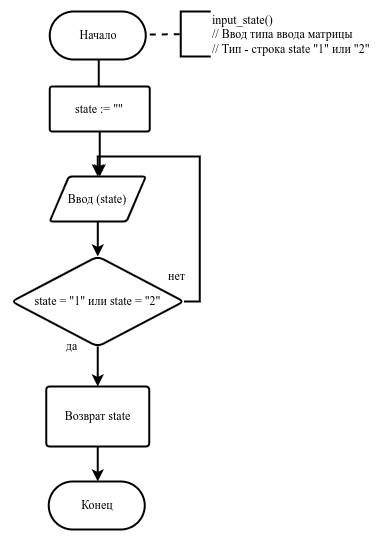 Начало
input_state()
// Ввод типа ввода матрицы
// Тип - строка state "1" или "2"
state := ""
Ввод (state)
нет
state = "1" или state = "2"
да
Возврат state
Конец